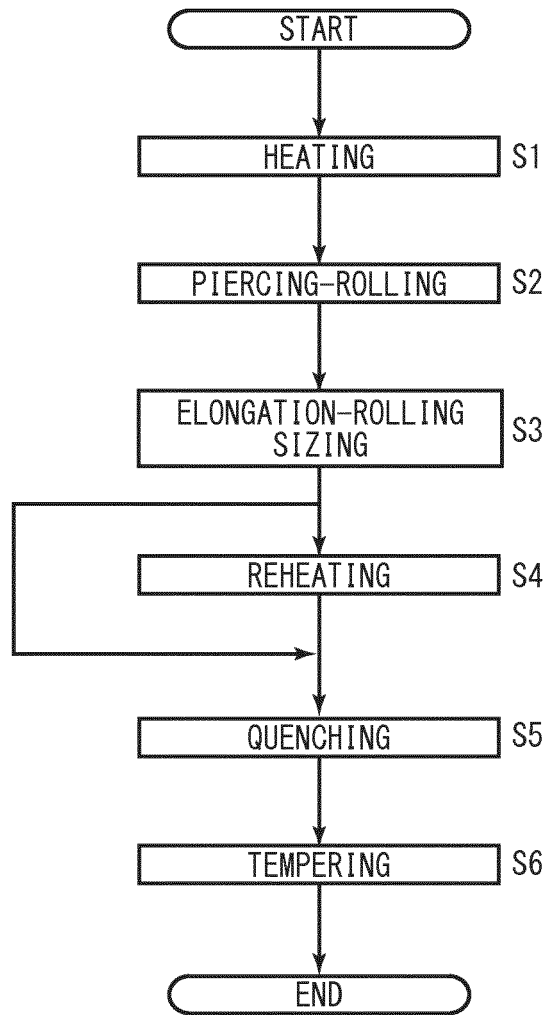 START
HEATING S1
PIERCING-ROLLING S2
ELONGATION-ROLLING
SIZING S3
REHEATING S4
QUENCHING S5
TEMPERING S6
END